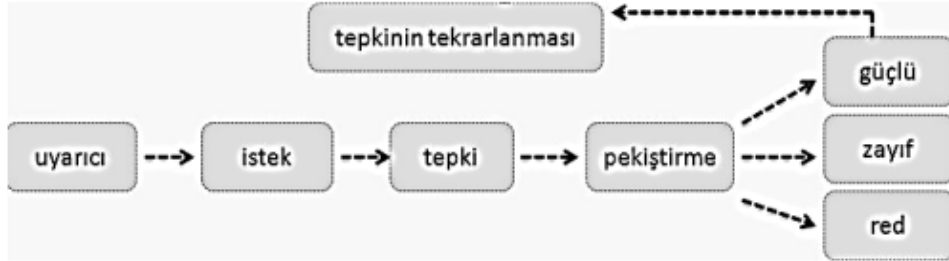 tepkinin tekrarlanması
güçlü
uyarıcı
istek
tepki
pekiştirme
zayıf
red